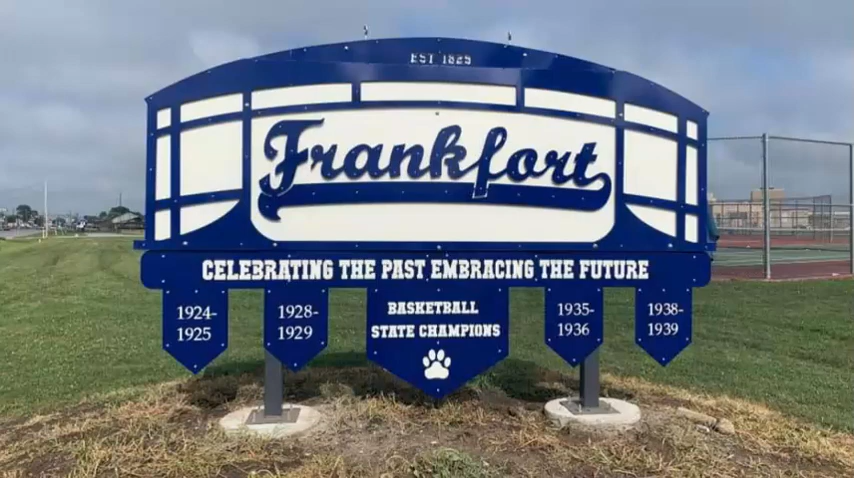 EST
Frankfort
CELEBRATING THE PAST EMBRACING THE FUTURE
1924-
1925
1928-
1929
BASKETBALL
STATE CHAMPIONS
1935-
1936
1938-
1939